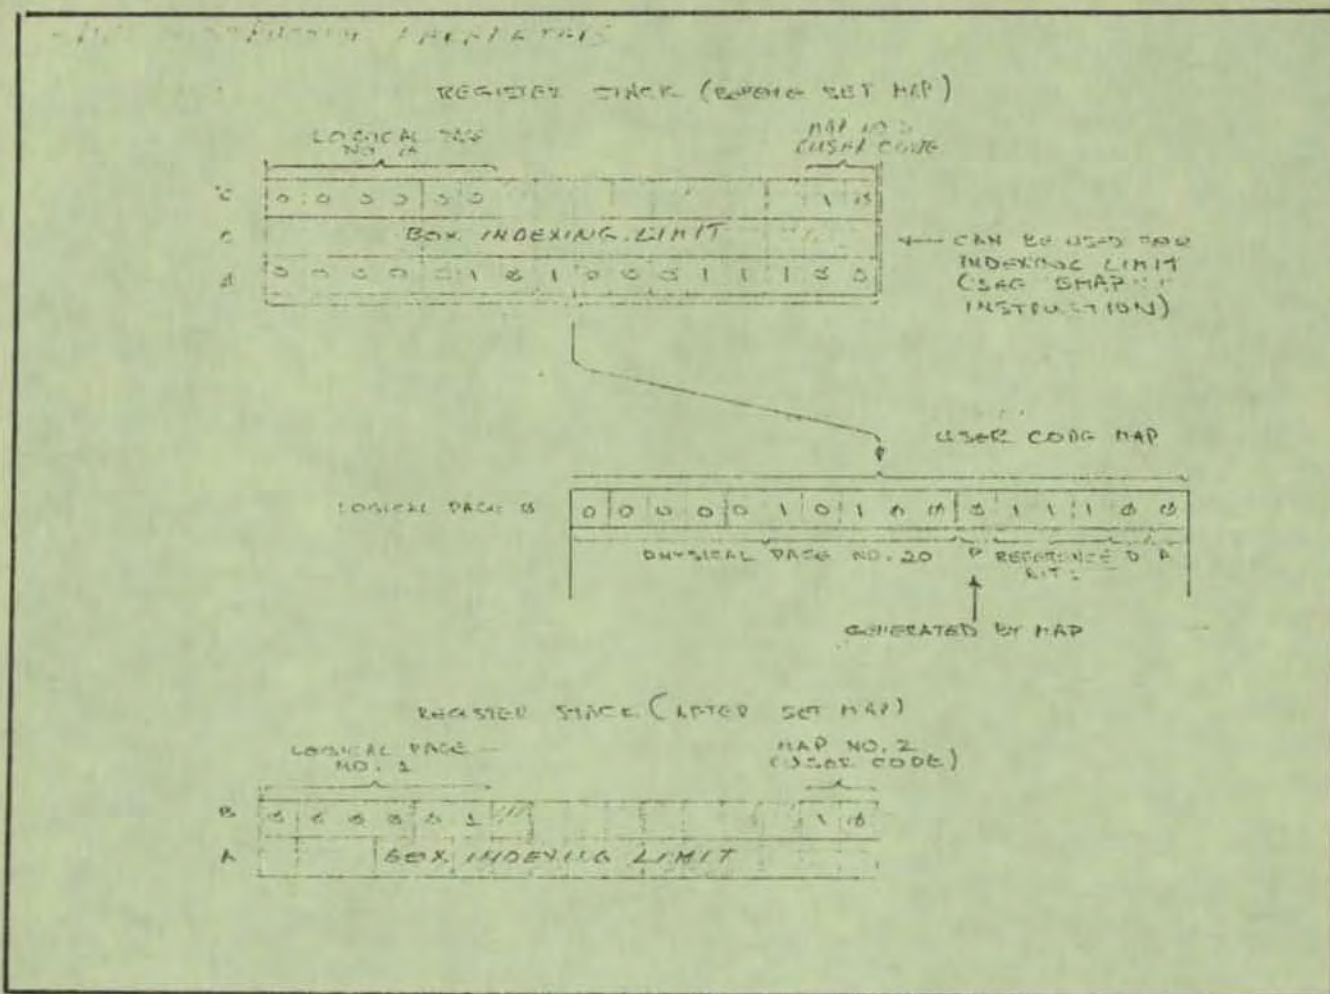 REGISTER STACK (BEFORE SET MAP)
LOGICAL PAGE
NO.
MAP NO. 2
(USER CODE)
C 0 0 0 0 0 0 1 0
BOX INDEXING LIMIT
A 0 0 0 0 0 1 0 1 0 0 0 1 1 1 0 0
← CAN BE USED FOR
INDEXING LIMIT
INSTRUCTION)
USER CODE MAP
LOGICAL PAGE 0 0 0 0 0 0 1 0 1 0 0 0 1 1 1 0 0
PHYSICAL PAGE NO. 20 P REFERENCE D A
BITS
GENERATED BY MAP
REGISTER STACK (AFTER SET MAP)
LOGICAL PAGE
NO. 1
MAP NO. 2
(USER CODE)
B 0 0 0 0 0 1 1 0
A BOX INDEXING LIMIT